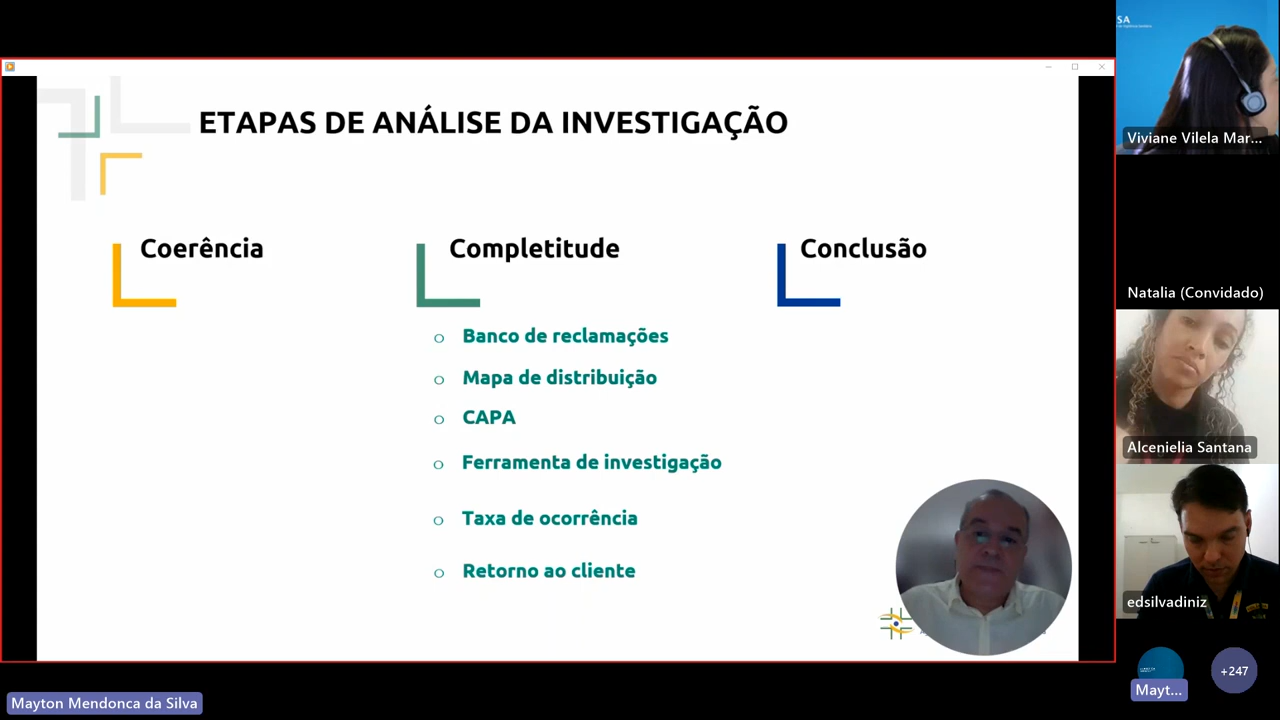 ETAPAS DE ANÁLISE DA INVESTIGAÇÃO
Coerência
Completitude
Conclusão
o Banco de reclamações
o Mapa de distribuição
o CAPA
o Ferramenta de investigação
o Taxa de ocorrência
o Retorno ao cliente
SA
Viviane Vilela Mar...
Natalia (Convidado)
Alcenielia Santana
edsilvadiniz
Mayt...
+247
Mayton Mendonca da Silva